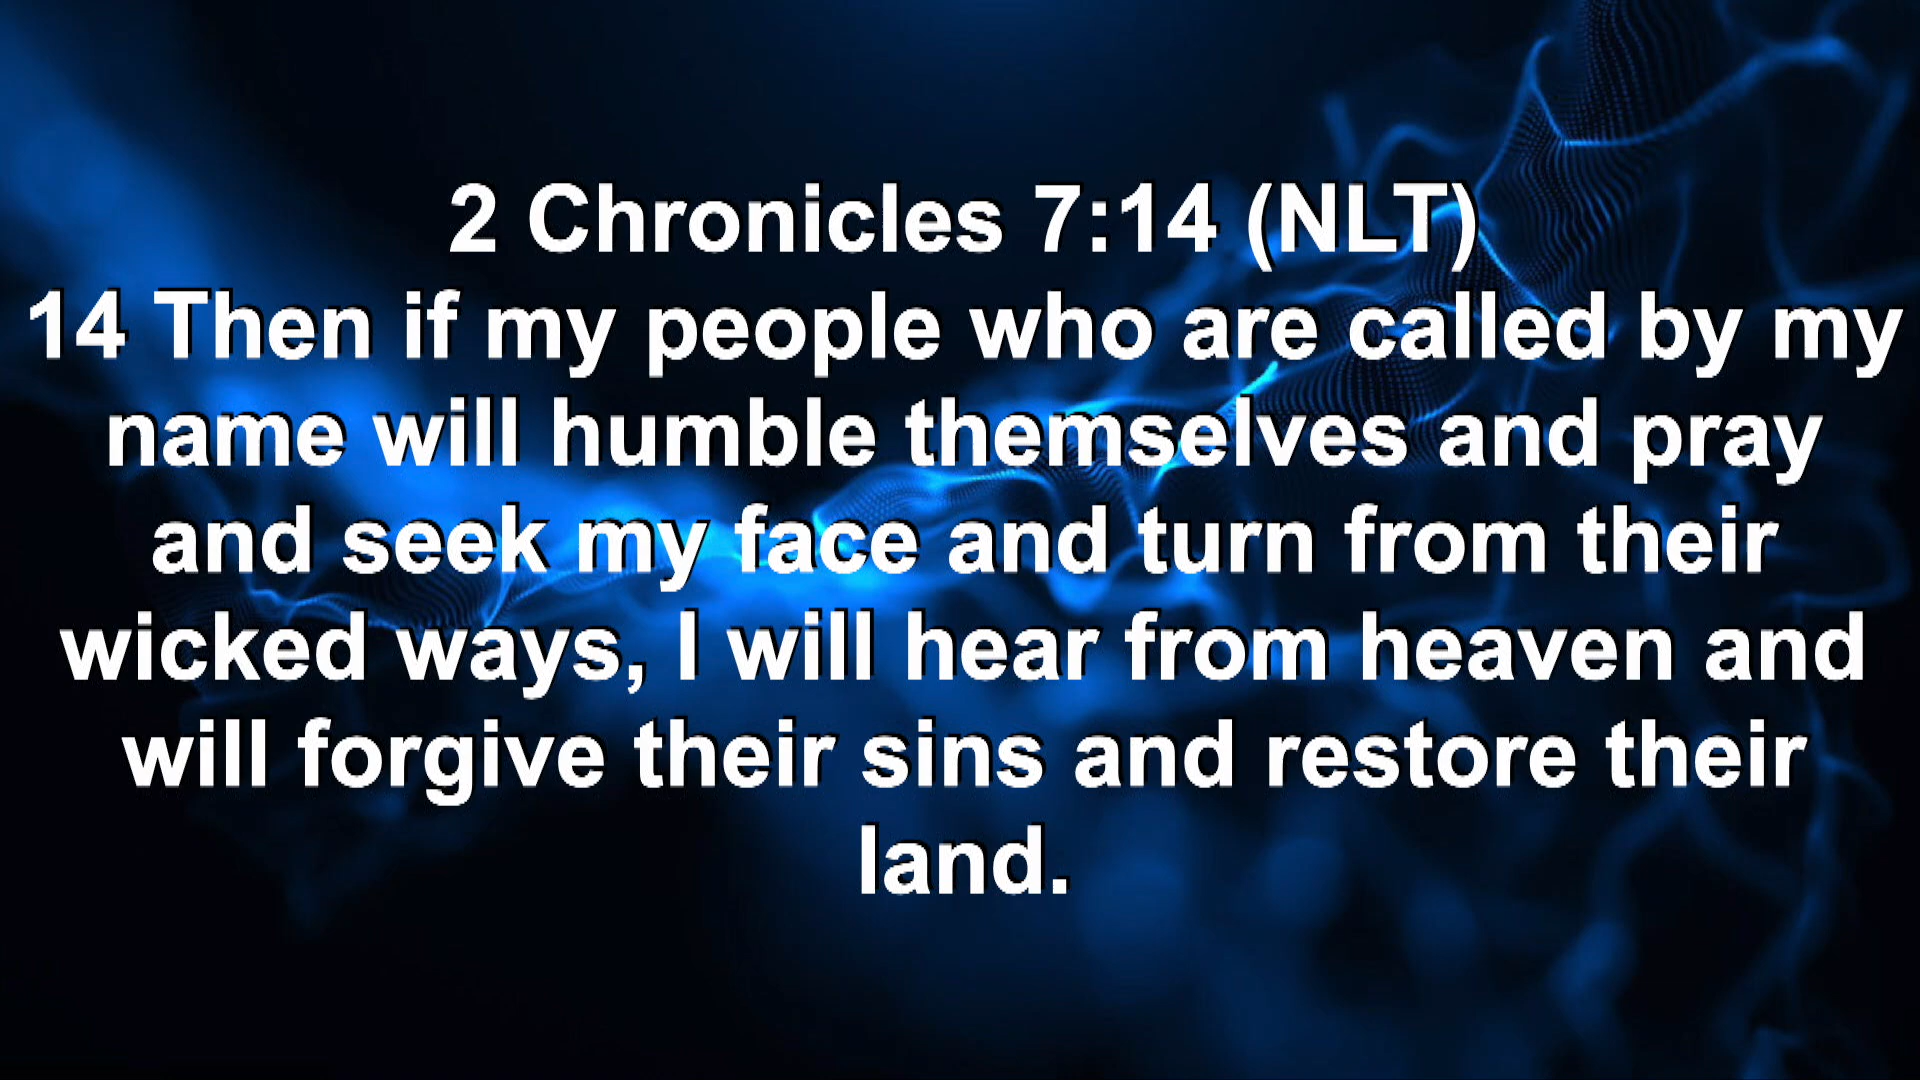 2 Chronicles 7:14 (NLT)
14 Then if my people who are called by my
name will humble themselves and pray
and seek my face and turn from their
wicked ways, I will hear from heaven and
will forgive their sins and restore their
land.